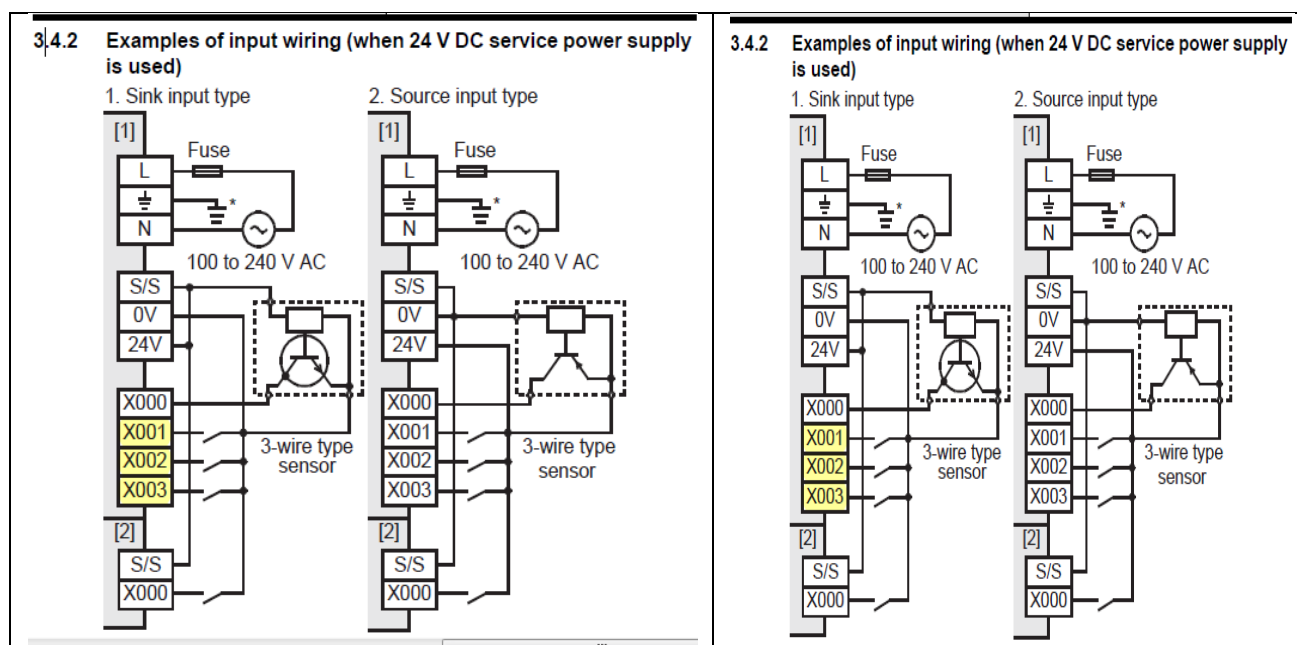 3.4.2 Examples of input wiring (when 24 V DC service power supply
is used)
1. Sink input type
[1]
Fuse
L
*
N
100 to 240 V AC
S/S
0V
24V
X000
X001
X002
X003
3-wire type
sensor
[2]
S/S
X000
2. Source input type
[1]
Fuse
L
*
N
100 to 240 V AC
S/S
0V
24V
X000
X001
X002
X003
3-wire type
sensor
[2]
S/S
X000
3.4.2 Examples of input wiring (when 24 V DC service power supply
is used)
1. Sink input type
[1]
Fuse
L
*
N
100 to 240 V AC
S/S
0V
24V
X000
X001
X002
X003
3-wire type
sensor
[2]
S/S
X000
2. Source input type
[1]
Fuse
L
*
N
100 to 240 V AC
S/S
0V
24V
X000
X001
X002
X003
3-wire type
sensor
[2]
S/S
X000